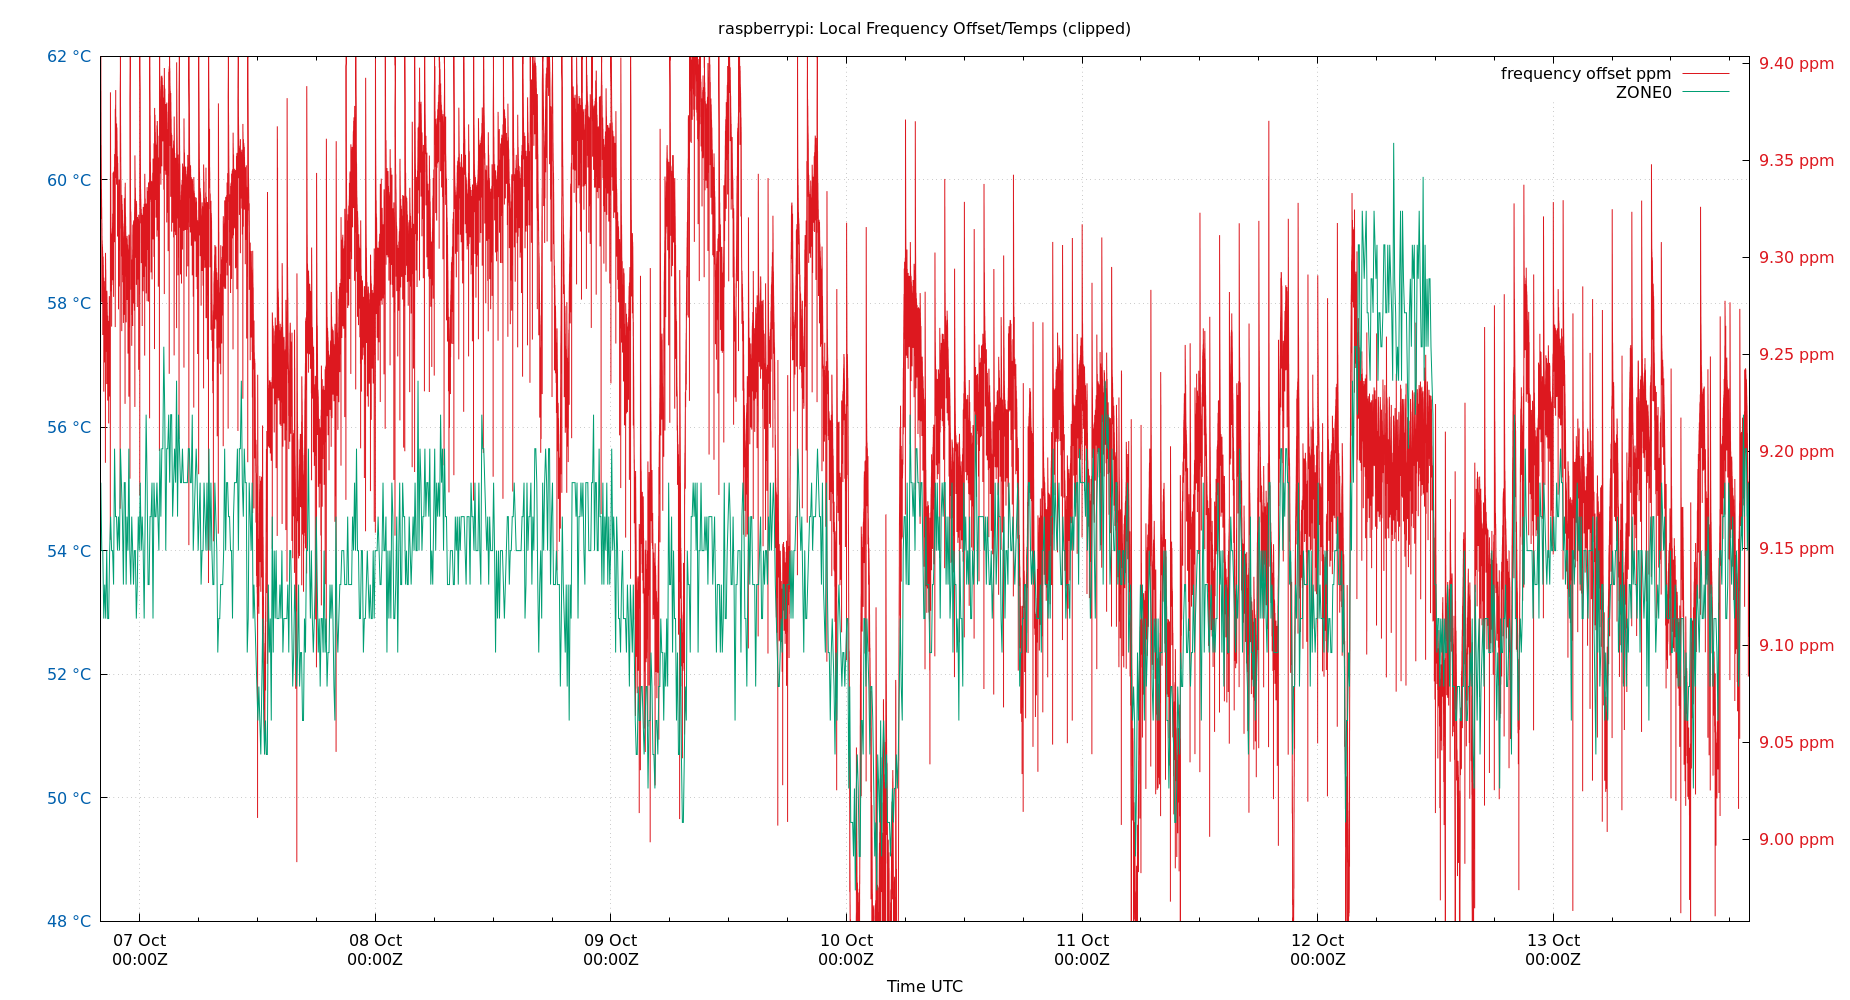 raspberrypi: Local Frequency Offset/Temps (clipped)
62 °C
60 °C
58 °C
56 °C
54 °C
52 °C
50 °C
48 °C
frequency offset ppm
ZONE0
9.40 ppm
9.35 ppm
9.30 ppm
9.25 ppm
9.20 ppm
9.15 ppm
9.10 ppm
9.05 ppm
9.00 ppm
07 Oct 08 Oct 09 Oct 10 Oct 11 Oct 12 Oct 13 Oct
00:00Z 00:00Z 00:00Z 00:00Z 00:00Z 00:00Z 00:00Z
Time UTC